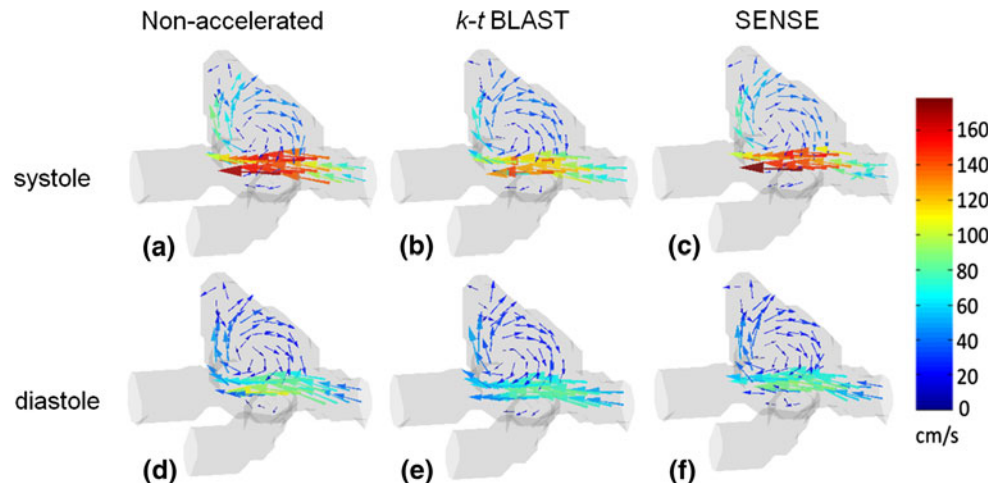 Non-accelerated
k-t BLAST
SENSE
systole
(a)
(b)
(c)
diastole
(d)
(e)
(f)
160
140
120
100
80
60
40
20
0
cm/s